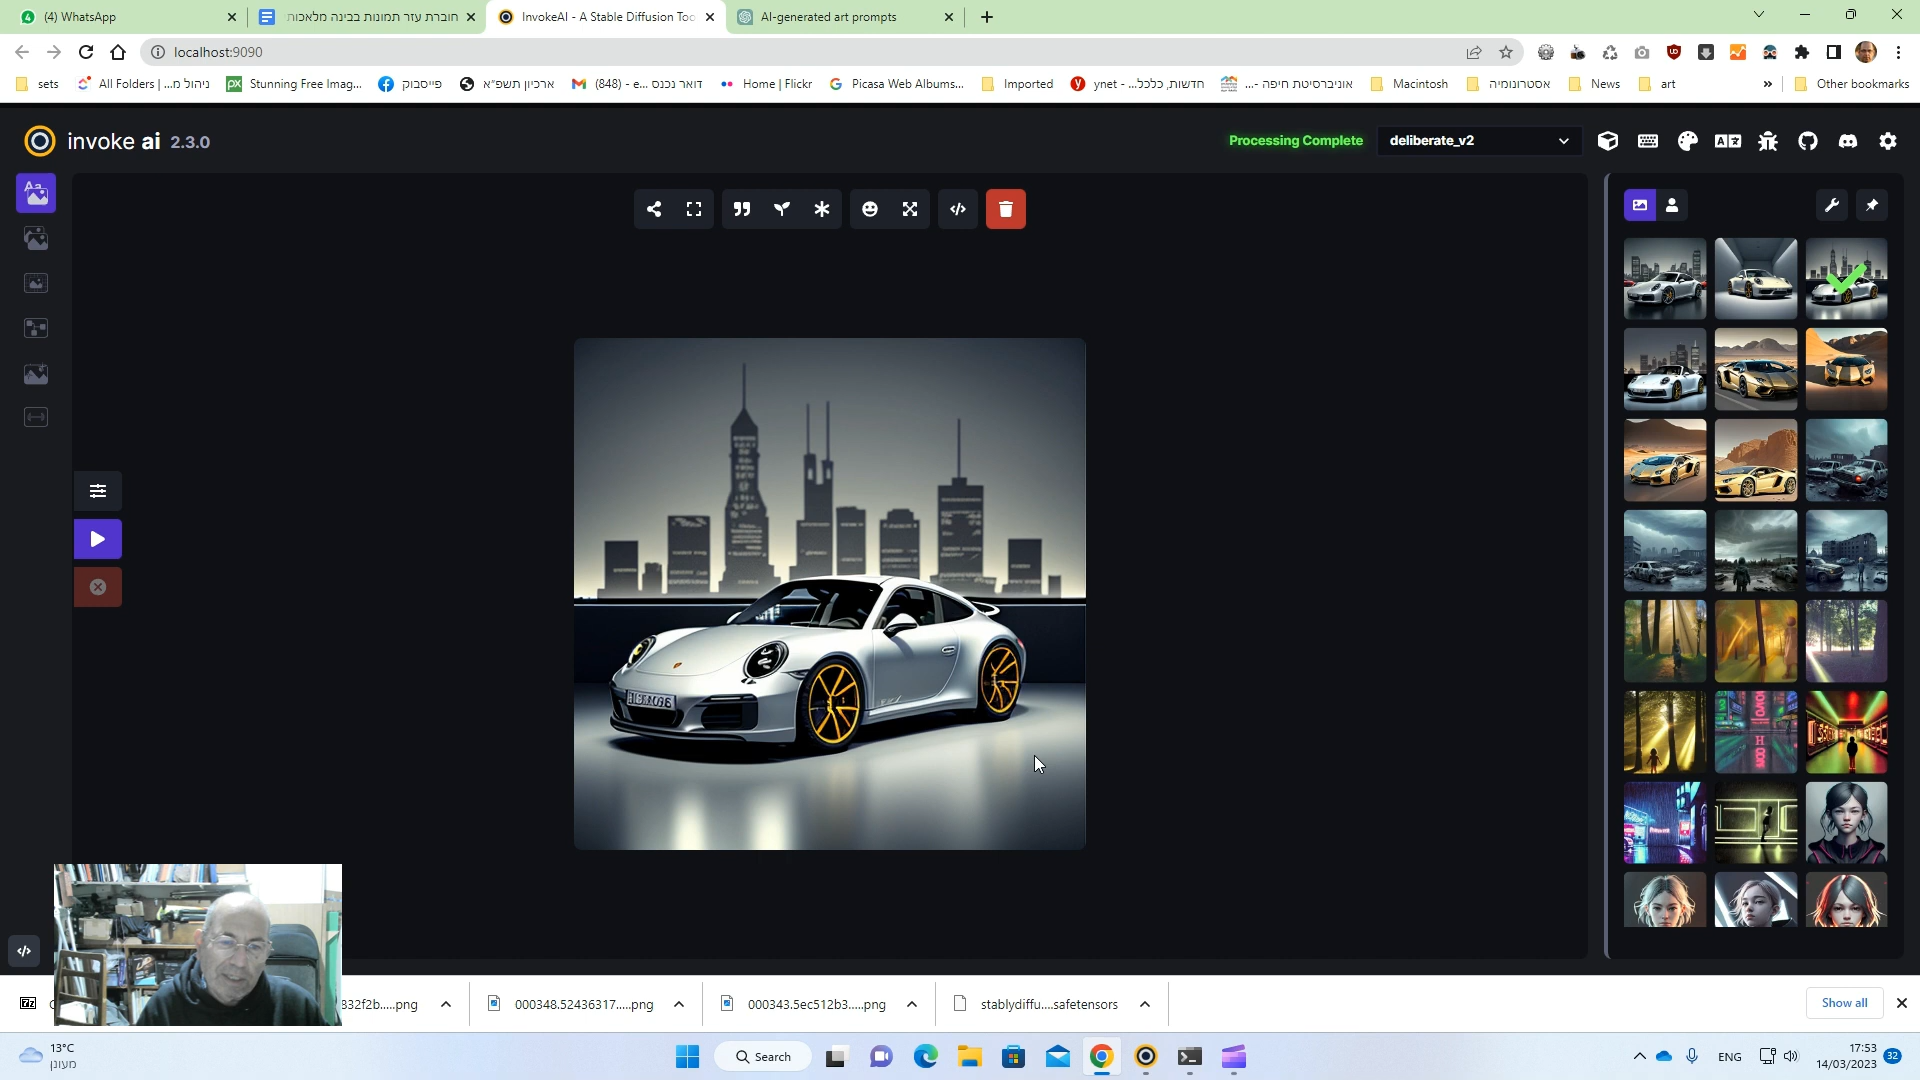 (4) WhatsApp
חוברת עזר תמונות בבינה מלאכותי
InvokeAI - A Stable Diffusion Too
AI-generated art prompts
localhost:9090
sets
All Folders | ...ניהול מ
Stunning Free Imag...
פייסבוק
ארכיון תשפ״א
דואר נכנס (848) - e...
Home | Flickr
Picasa Web Albums...
Imported
ynet - חדשות, כלכל...
אוניברסיטת חיפה -...
Macintosh
אסטרונומיה
News
art
»
Other bookmarks
invoke ai 2.3.0
Processing Complete
deliberate_v2
832f2b.....png
000348.52436317.....png
000343.5ec512b3.....png
stablydiffu....safetensors
Show all
13°C
מעונן
Search
ENG
17:53
14/03/2023
32